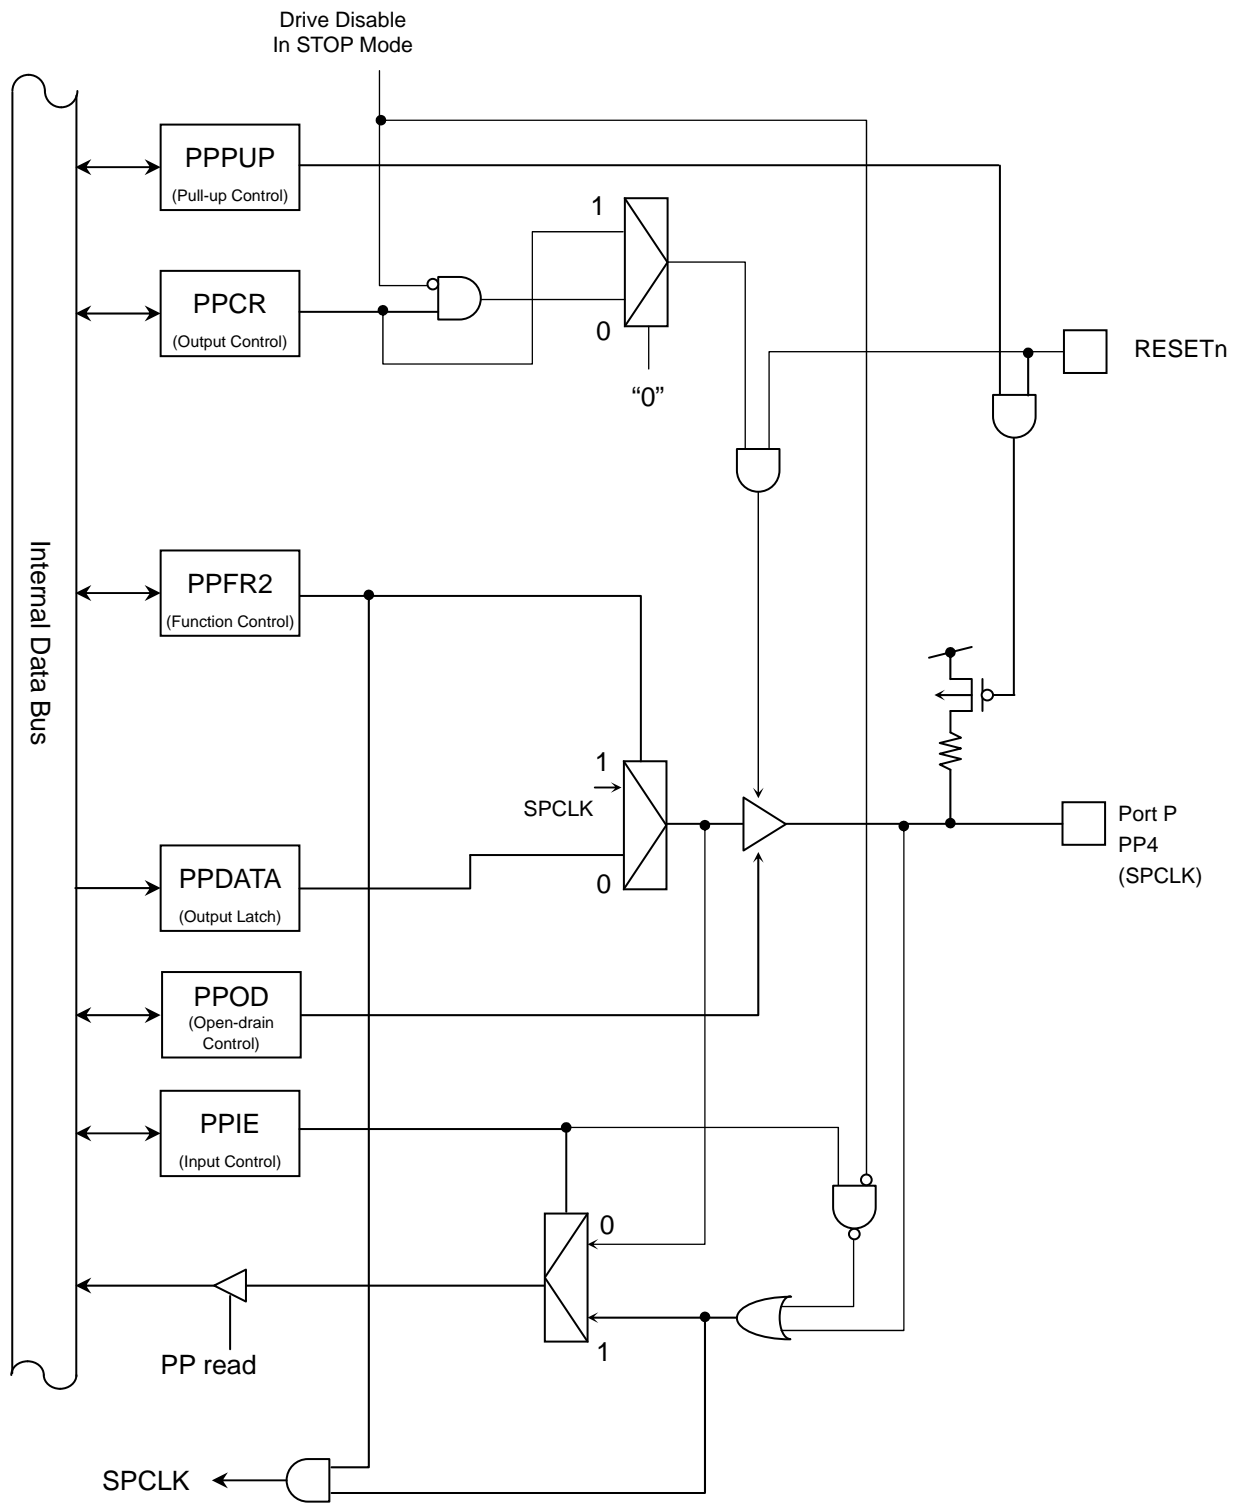 Drive Disable
In STOP Mode
PPPUP
(Pull-up Control)
1
PPCR
(Output Control)
0
“0”
RESETn
Internal Data Bus
PPFR2
(Function Control)
1
SPCLK
0
Port P
PP4
(SPCLK)
PPDATA
(Output Latch)
PPOD
(Open-drain
Control)
PPIE
(Input Control)
0
1
PP read
SPCLK